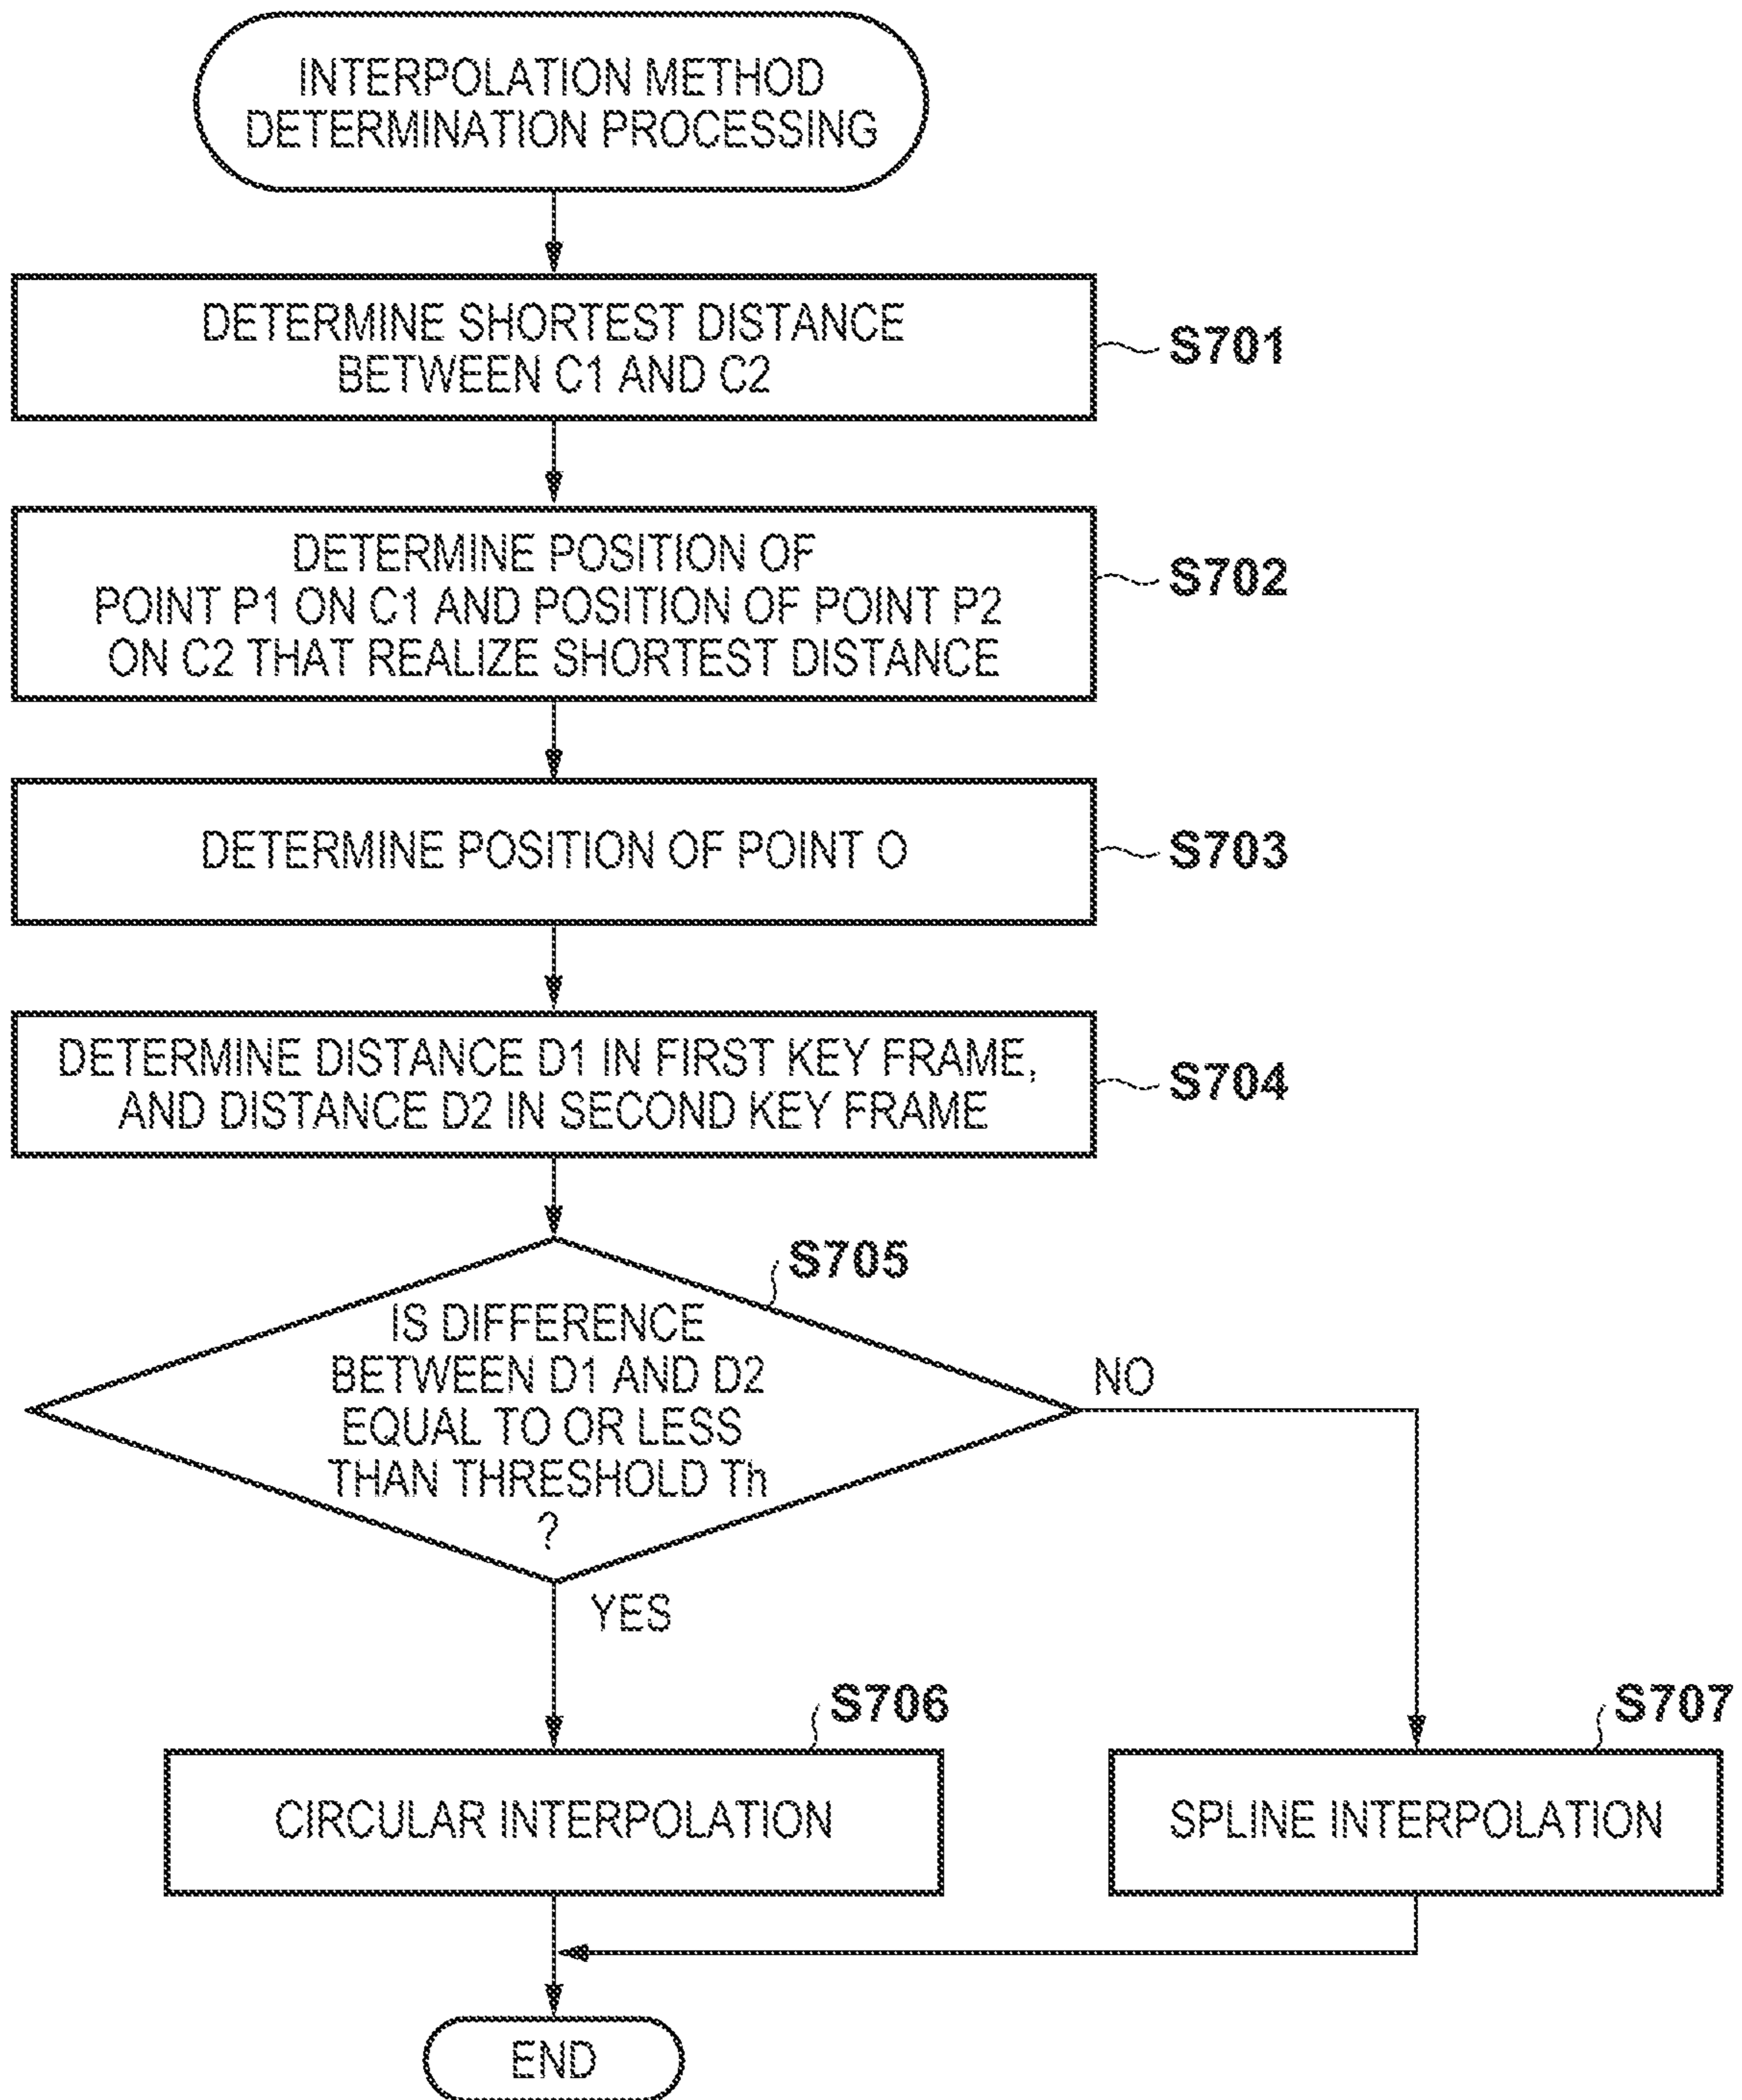 INTERPOLATION METHOD
DETERMINATION PROCESSING
DETERMINE SHORTEST DISTANCE
BETWEEN C1 AND C2
S701
DETERMINE POSITION OF
POINT P1 ON C1 AND POSITION OF POINT P2
ON C2 THAT REALIZE SHORTEST DISTANCE
S702
DETERMINE POSITION OF POINT O
S703
DETERMINE DISTANCE D1 IN FIRST KEY FRAME,
AND DISTANCE D2 IN SECOND KEY FRAME
S704
S705
IS DIFFERENCE
BETWEEN D1 AND D2
EQUAL TO OR LESS
THAN THRESHOLD Th
?
NO
YES
S706
CIRCULAR INTERPOLATION
S707
SPLINE INTERPOLATION
END